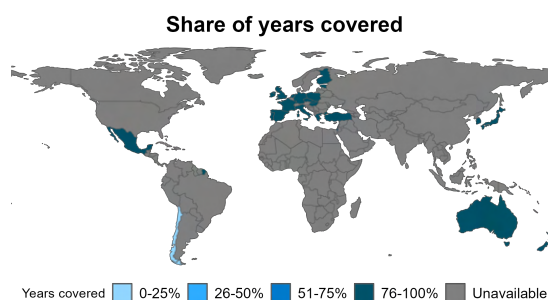 Share of years covered
Years covered 0-25% 26-50% 51-75% 76-100% Unavailable